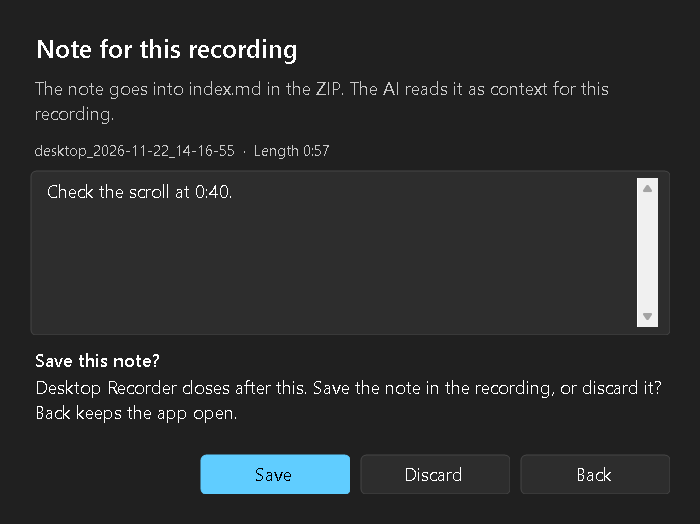 Note for this recording
The note goes into index.md in the ZIP. The AI reads it as context for this
recording.
desktop_2026-11-22_14-16-55 · Length 0:57
Check the scroll at 0:40.
Save this note?
Desktop Recorder closes after this. Save the note in the recording, or discard it?
Back keeps the app open.
Save
Discard
Back